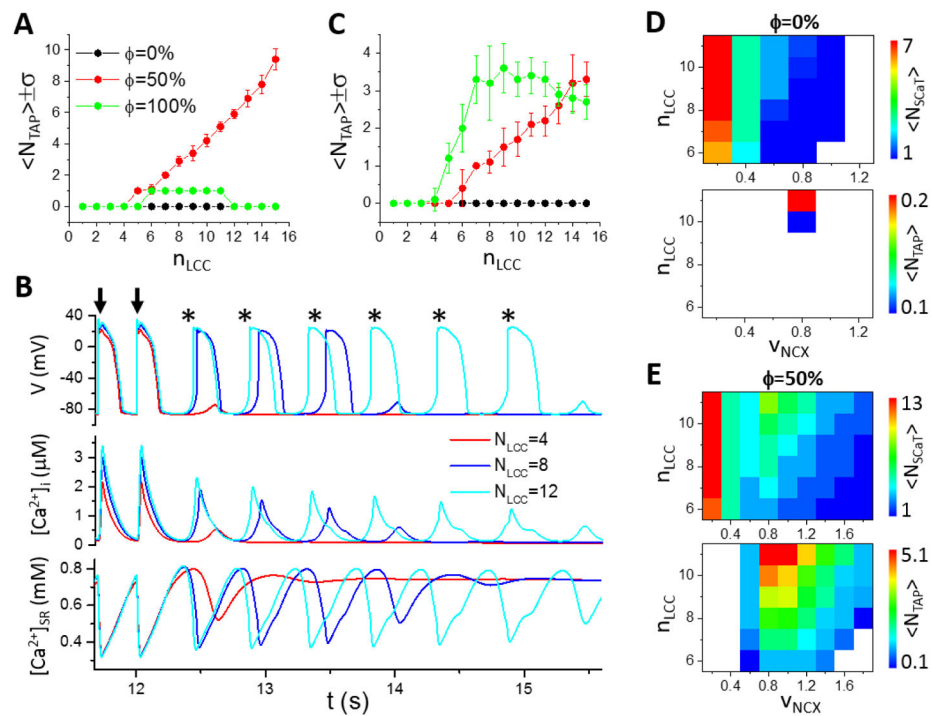 A
ϕ=0%
ϕ=50%
ϕ=100%
<N_TAP>±σ
10
8
6
4
2
0
0 2 4 6 8 10 12 14 16
n_LCC
C
<N_TAP>±σ
4
3
2
1
0
0 2 4 6 8 10 12 14 16
n_LCC
B
* * * * * *
V (mV)
40
0
-40
-80
[Ca²⁺]i (µM)
3
2
1
0
N_LCC=4
N_LCC=8
N_LCC=12
[Ca²⁺]SR (mM)
0.8
0.6
0.4
12 13 14 15
t (s)
D
ϕ=0%
n_LCC
10
8
6
0.4 0.8 1.2
7
<N_SCaT>
1
n_LCC
10
8
6
0.4 0.8 1.2
v_NCX
0.2
<N_TAP>
0.1
E
ϕ=50%
n_LCC
10
8
6
0.4 0.8 1.2 1.6
13
<N_SCaT>
1
n_LCC
10
8
6
0.4 0.8 1.2 1.6
v_NCX
5.1
<N_TAP>
0.1